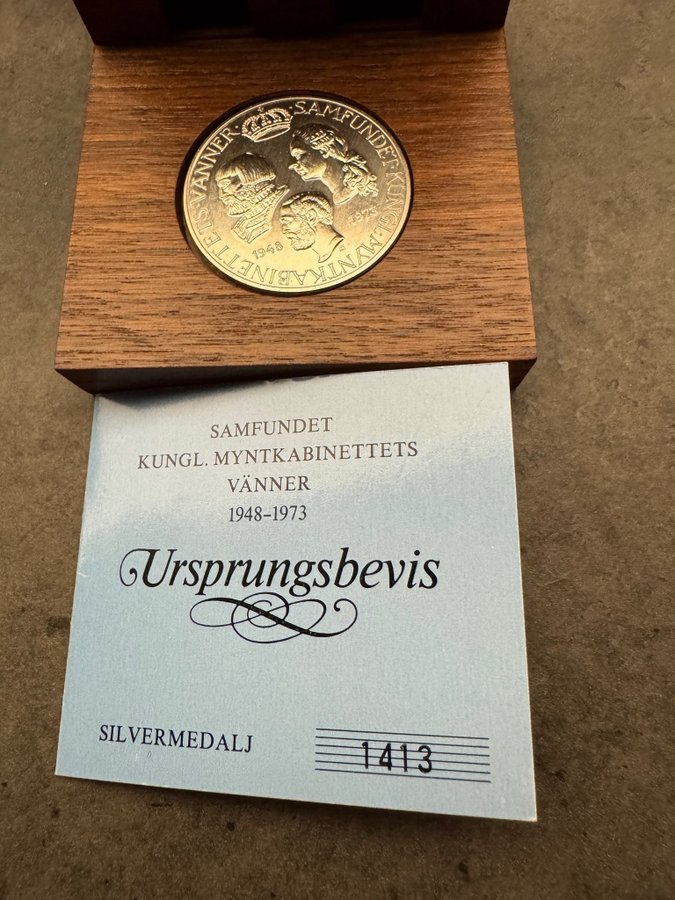 SAMFUNDET·KUNGL·MYNTKABINETTETS·VÄNNER·
1948
1973
SAMFUNDET
KUNGL. MYNTKABINETTETS
VÄNNER
1948-1973
Ursprungsbevis
SILVERMEDALJ
1413